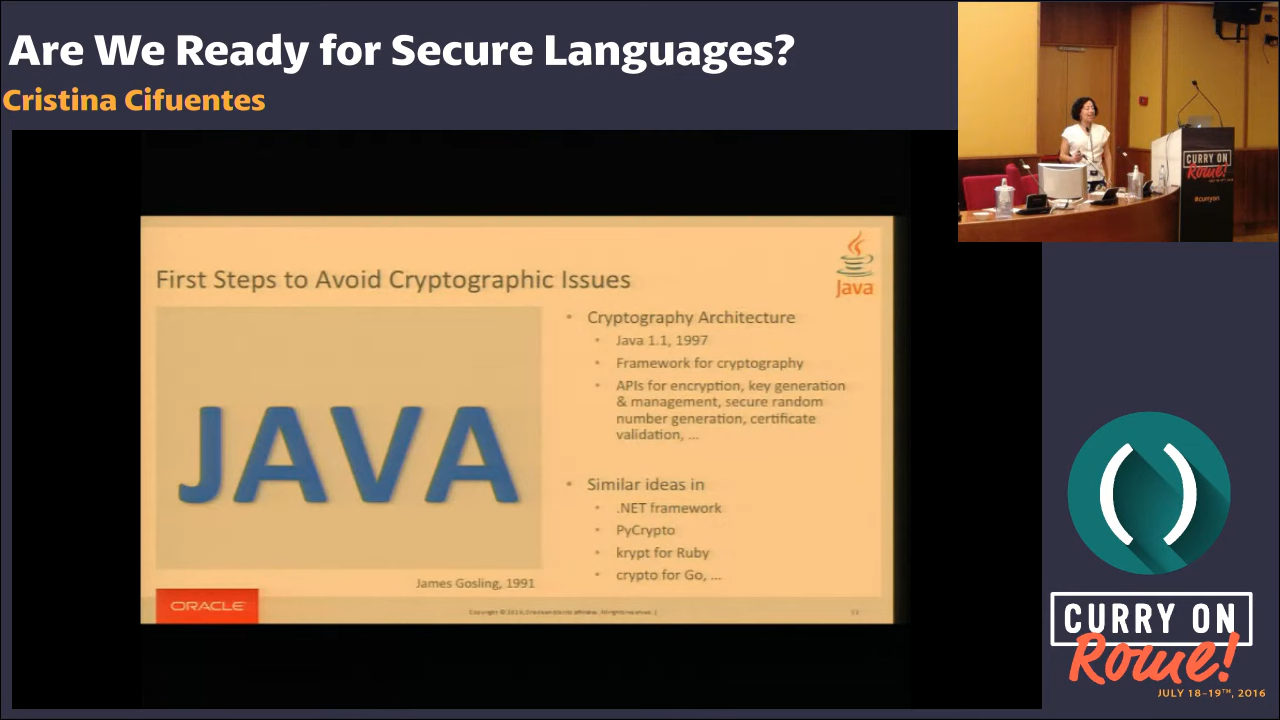 Are We Ready for Secure Languages?
Cristina Cifuentes
First Steps to Avoid Cryptographic Issues
Java
JAVA
James Gosling, 1991
• Cryptography Architecture
• Java 1.1, 1997
• Framework for cryptography
• APIs for encryption, key generation
& management, secure random
number generation, certificate
validation, ...
• Similar ideas in
• .NET framework
• PyCrypto
• krypt for Ruby
• crypto for Go, ...
ORACLE
CURRY ON
Rome!
#curryon
( )
CURRY ON
Rome!
JULY 18-19TH, 2016